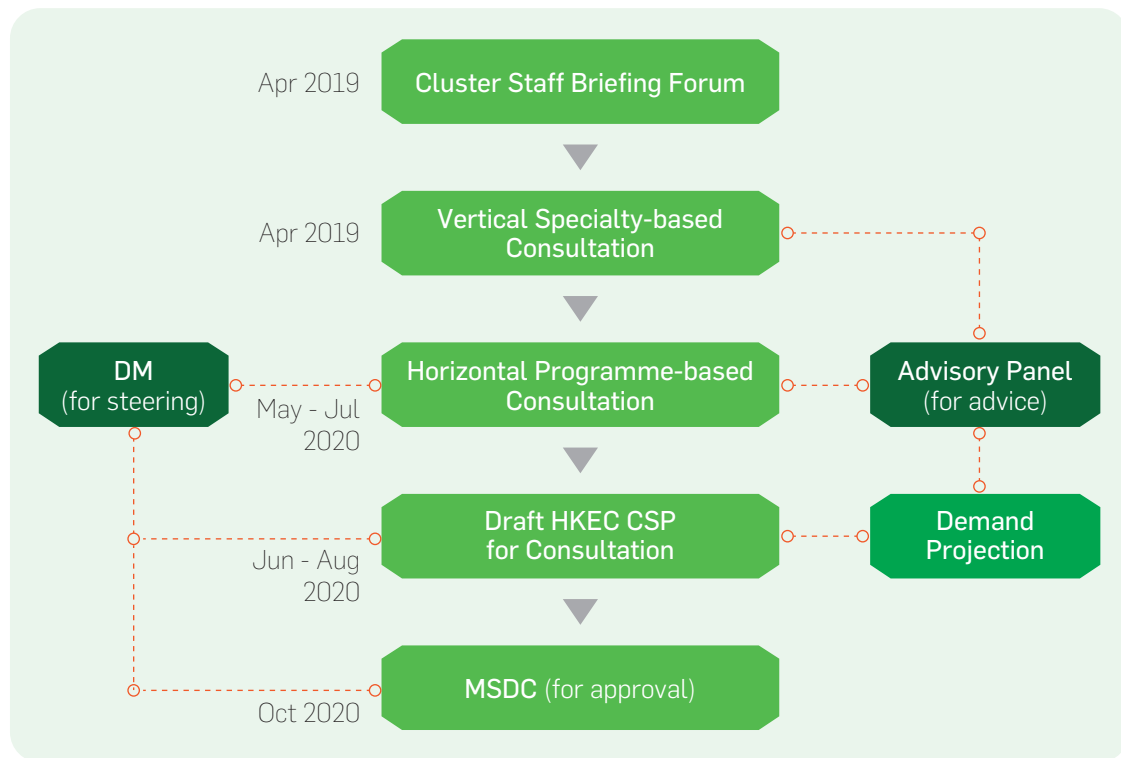 Apr 2019
Cluster Staff Briefing Forum
Apr 2019
Vertical Specialty-based
Consultation
DM
(for steering)
May - Jul
2020
Horizontal Programme-based
Consultation
Advisory Panel
(for advice)
Jun - Aug
2020
Draft HKEC CSP
for Consultation
Demand
Projection
Oct 2020
MSDC (for approval)